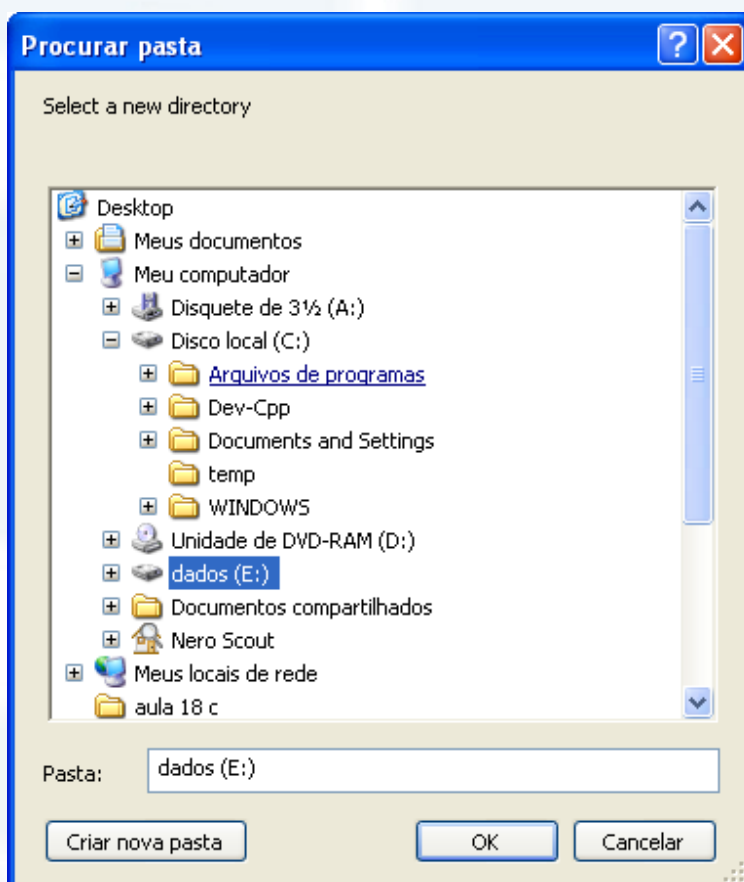 Procurar pasta
Select a new directory
Desktop
Meus documentos
Meu computador
Disquete de 3½ (A:)
Disco local (C:)
Arquivos de programas
Dev-Cpp
Documents and Settings
temp
WINDOWS
Unidade de DVD-RAM (D:)
dados (E:)
Documentos compartilhados
Nero Scout
Meus locais de rede
aula 18 c
Pasta: dados (E:)
Criar nova pasta OK Cancelar